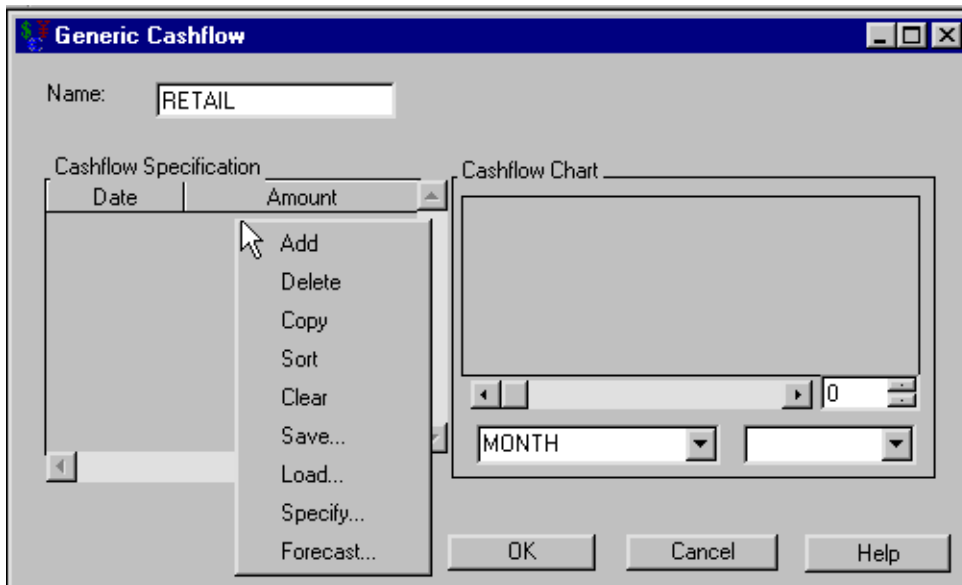 Generic Cashflow
Name: RETAIL
Cashflow Specification
Date Amount
Add
Delete
Copy
Sort
Clear
Save...
Load...
Specify...
Forecast...
Cashflow Chart
0
MONTH
OK Cancel Help